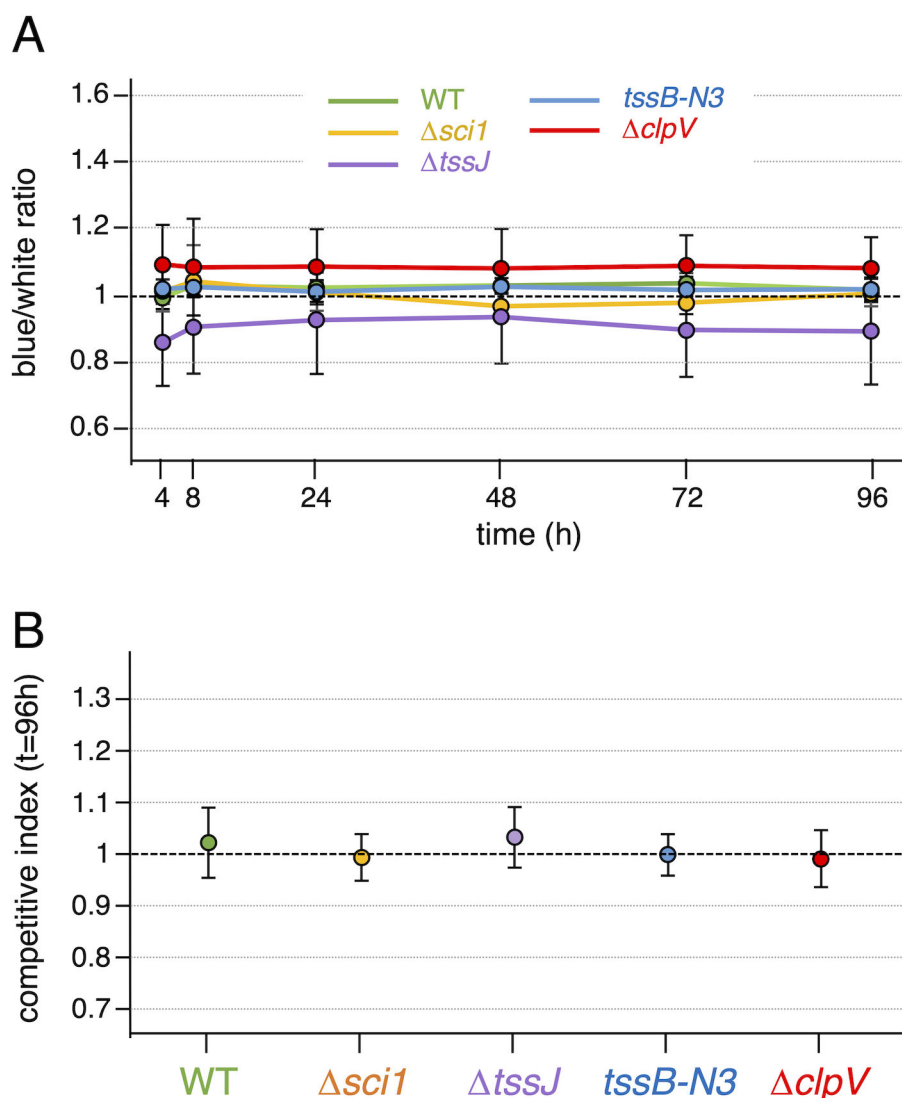 A
blue/white ratio
1.6
1.4
1.2
1
0.8
0.6
WT
Δsci1
ΔtssJ
tssB-N3
ΔclpV
4 8 24 48 72 96
time (h)
B
competitive index (t=96h)
1.3
1.2
1.1
1
0.9
0.8
0.7
WT Δsci1 ΔtssJ tssB-N3 ΔclpV